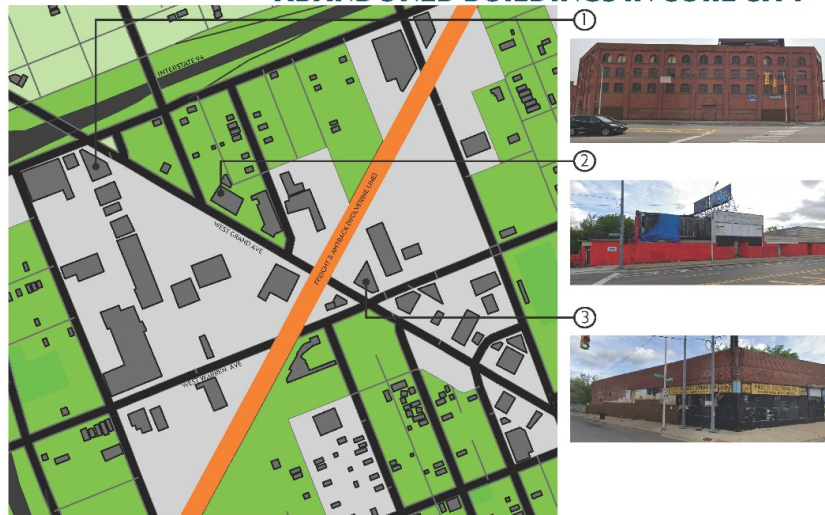 ABANDONED BUILDINGS IN CORE CITY
1
INTERSTATE 94
2
FREIGHT & AMTRACK (WOLVERINE LINE)
WEST GRAND AVE
3
WEST WARREN AVE